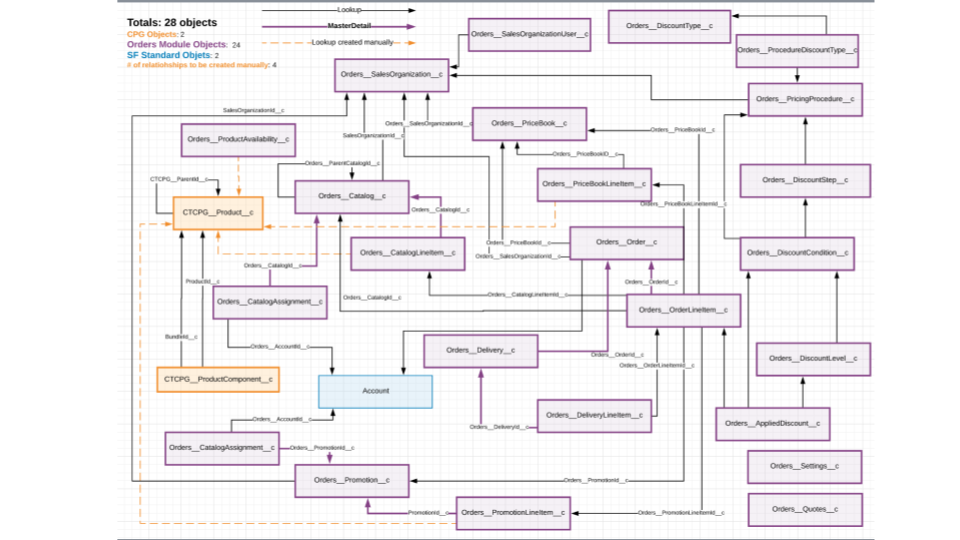 Totals: 28 objects
CPG Objects: 2
Orders Module Objects: 24
SF Standard Objets: 2
# of relationships to be created manually: 4
Lookup
MasterDetail
Lookup created manually
Orders__SalesOrganizationUser__c
Orders__DiscountType__c
Orders__ProcedureDiscountType__c
Orders__SalesOrganization__c
Orders__PricingProcedure__c
SalesOrganizationId__c
Orders__SalesOrganizationId__c
SalesOrganizationId__c
Orders__PriceBook__c
Orders__PriceBookId__c
Orders__ProductAvailability__c
Orders__PriceBookID__c
Orders__ParentCatalogId__c
CTCPG__ParentId__c
Orders__Catalog__c
Orders__PriceBookLineItem__c
Orders__DiscountStep__c
CTCPG__Product__c
Orders__CatalogId__c
Orders__PriceBookLineItemId__c
Orders__PriceBookId__c
Orders__Order__c
Orders__CatalogLineItem__c
Orders__SalesOrganizationId__c
Orders__DiscountCondition__c
Orders__CatalogId__c
ProductId__c
Orders__OrderId__c
Orders__CatalogAssignment__c
Orders__CatalogId__c
Orders__CatalogLineItemId__c
Orders__OrderLineItem__c
BundleId__c
Orders__AccountId__c
Orders__Delivery__c
Orders__OrderId__c
Orders__OrderLineItemId__c
Orders__DiscountLevel__c
CTCPG__ProductComponent__c
Account
Orders__AccountId__c
Orders__DeliveryId__c
Orders__DeliveryLineItem__c
Orders__AppliedDiscount__c
Orders__CatalogAssignment__c
Orders__PromotionId__c
Orders__Settings__c
Orders__Promotion__c
Orders__PromotionId__c
PromotionId__c
Orders__PromotionLineItem__c
Orders__PromotionLineItemId__c
Orders__Quotes__c